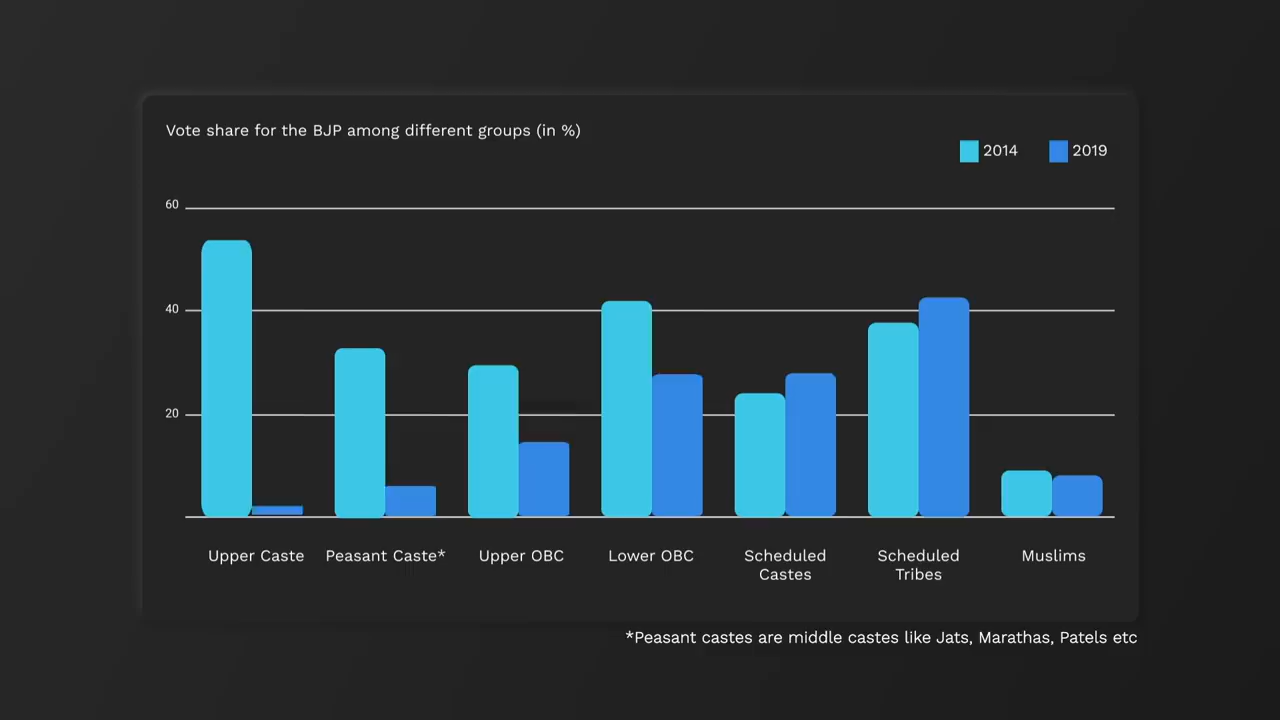 Vote share for the BJP among different groups (in %)
2014 2019
60
40
20
Upper Caste Peasant Caste* Upper OBC Lower OBC Scheduled Castes Scheduled Tribes Muslims
*Peasant castes are middle castes like Jats, Marathas, Patels etc